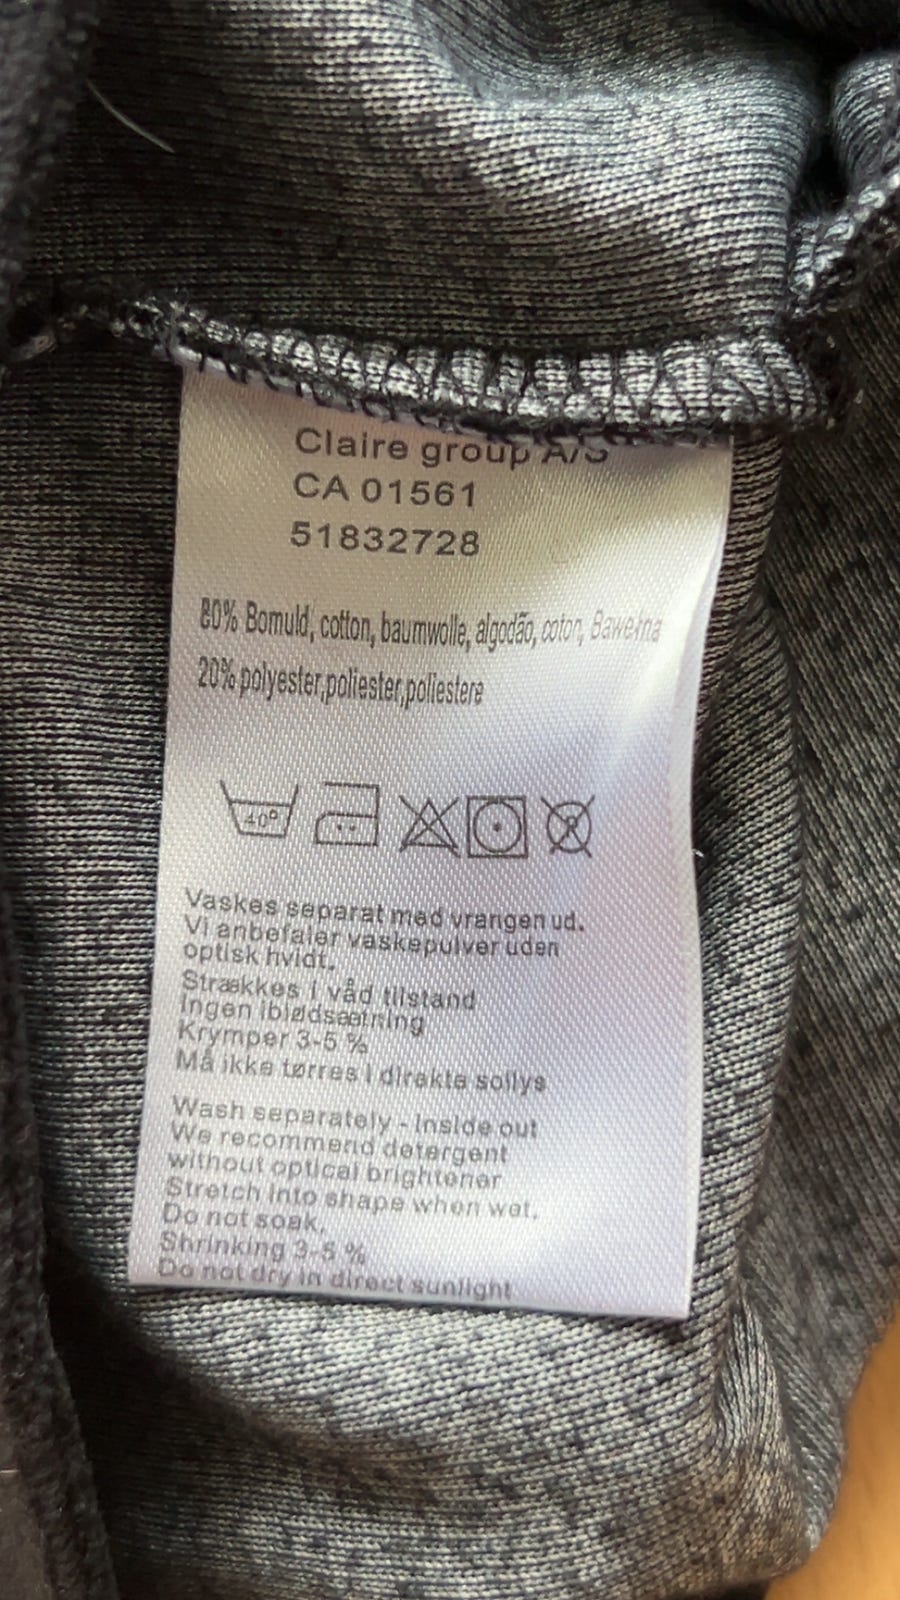 Claire group A/S
CA 01561
51832728
80% Bomuld, cotton, baumwolle, algodão, coton, Bawełna
20% polyester,poliester,poliestere
40°
P
Vaskes separat med vrangen ud.
Vi anbefaler vaskepulver uden
optisk hvidt.
Strækkes i våd tilstand
Ingen iblødsætning
Krymper 3-5 %
Må ikke tørres i direkte sollys
Wash separately - Inside out
We recommend detergent
without optical brightener
Stretch into shape when wet.
Do not soak.
Shrinking 3-5 %
Do not dry in direct sunlight